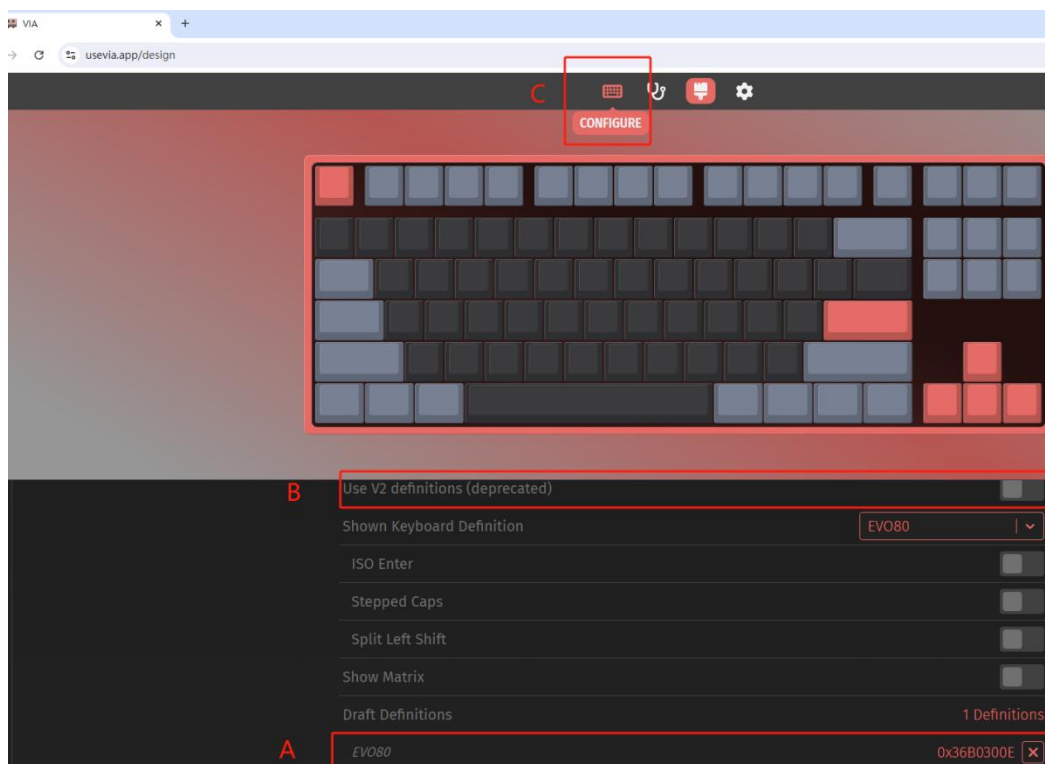 VIA
usevia.app/design
C
CONFIGURE
B
Use V2 definitions (deprecated)
Shown Keyboard Definition EVO80
ISO Enter
Stepped Caps
Split Left Shift
Show Matrix
Draft Definitions 1 Definitions
A
EVO80 0x36B0300E